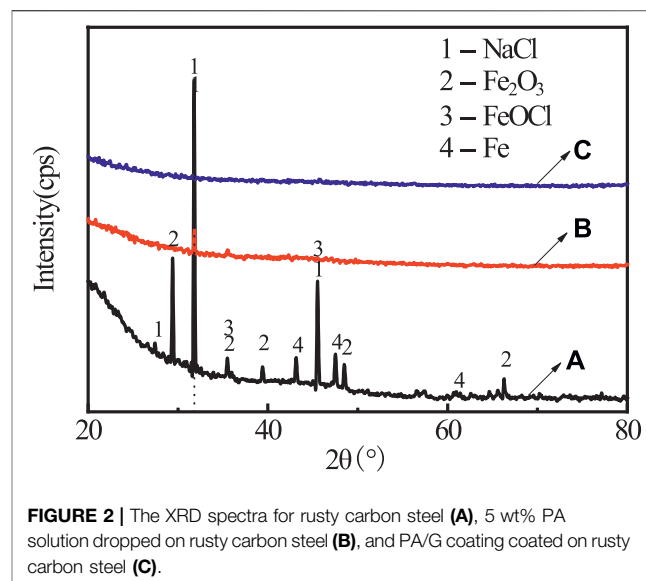 1 – NaCl
2 – Fe₂O₃
3 – FeOCl
4 – Fe
1
C
B
A
2
3
1
1
3
2
2
4
4
2
4
2
Intensity(cps)
20
40
60
80
2θ(°)
FIGURE 2 | The XRD spectra for rusty carbon steel (A), 5 wt% PA
solution dropped on rusty carbon steel (B), and PA/G coating coated on rusty
carbon steel (C).